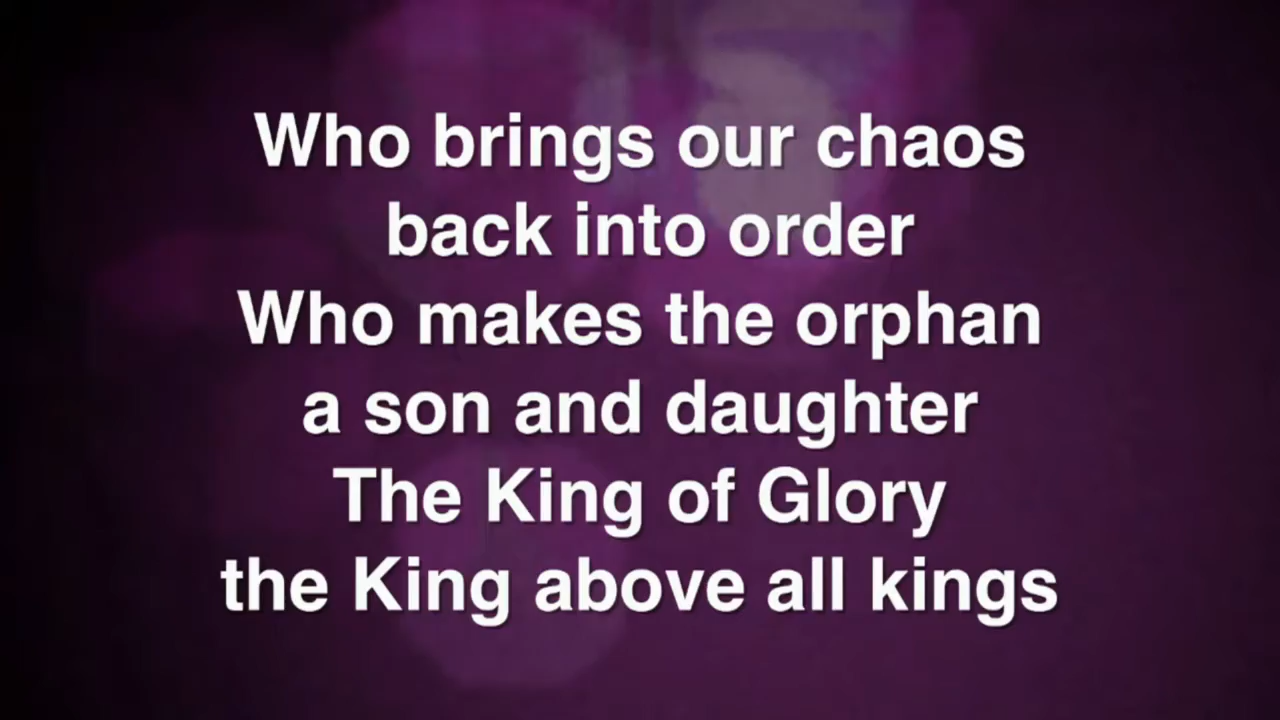 Who brings our chaos
back into order
Who makes the orphan
a son and daughter
The King of Glory
the King above all kings